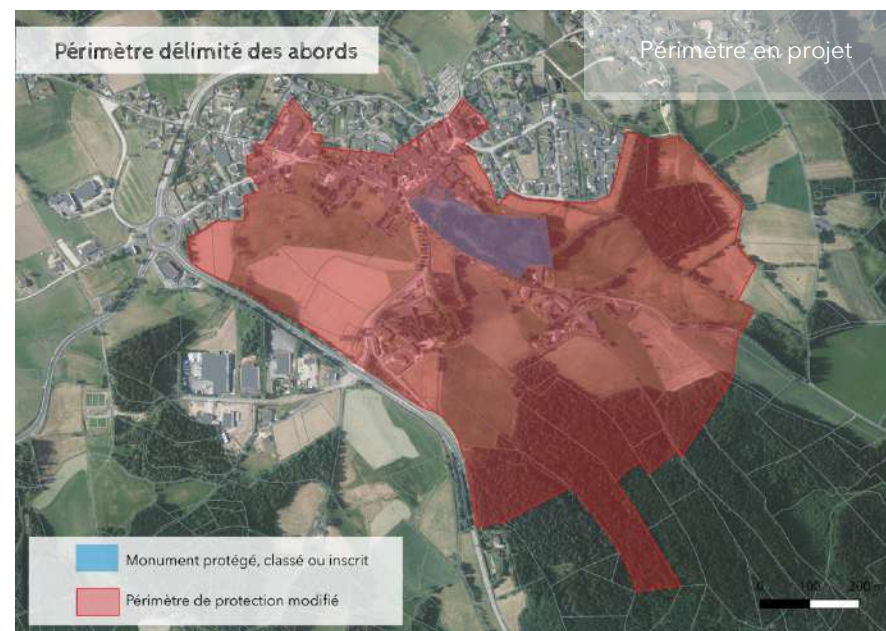 Périmètre délimité des abords
Périmètre en projet
Monument protégé, classé ou inscrit
Périmètre de protection modifié
0 100 200 m